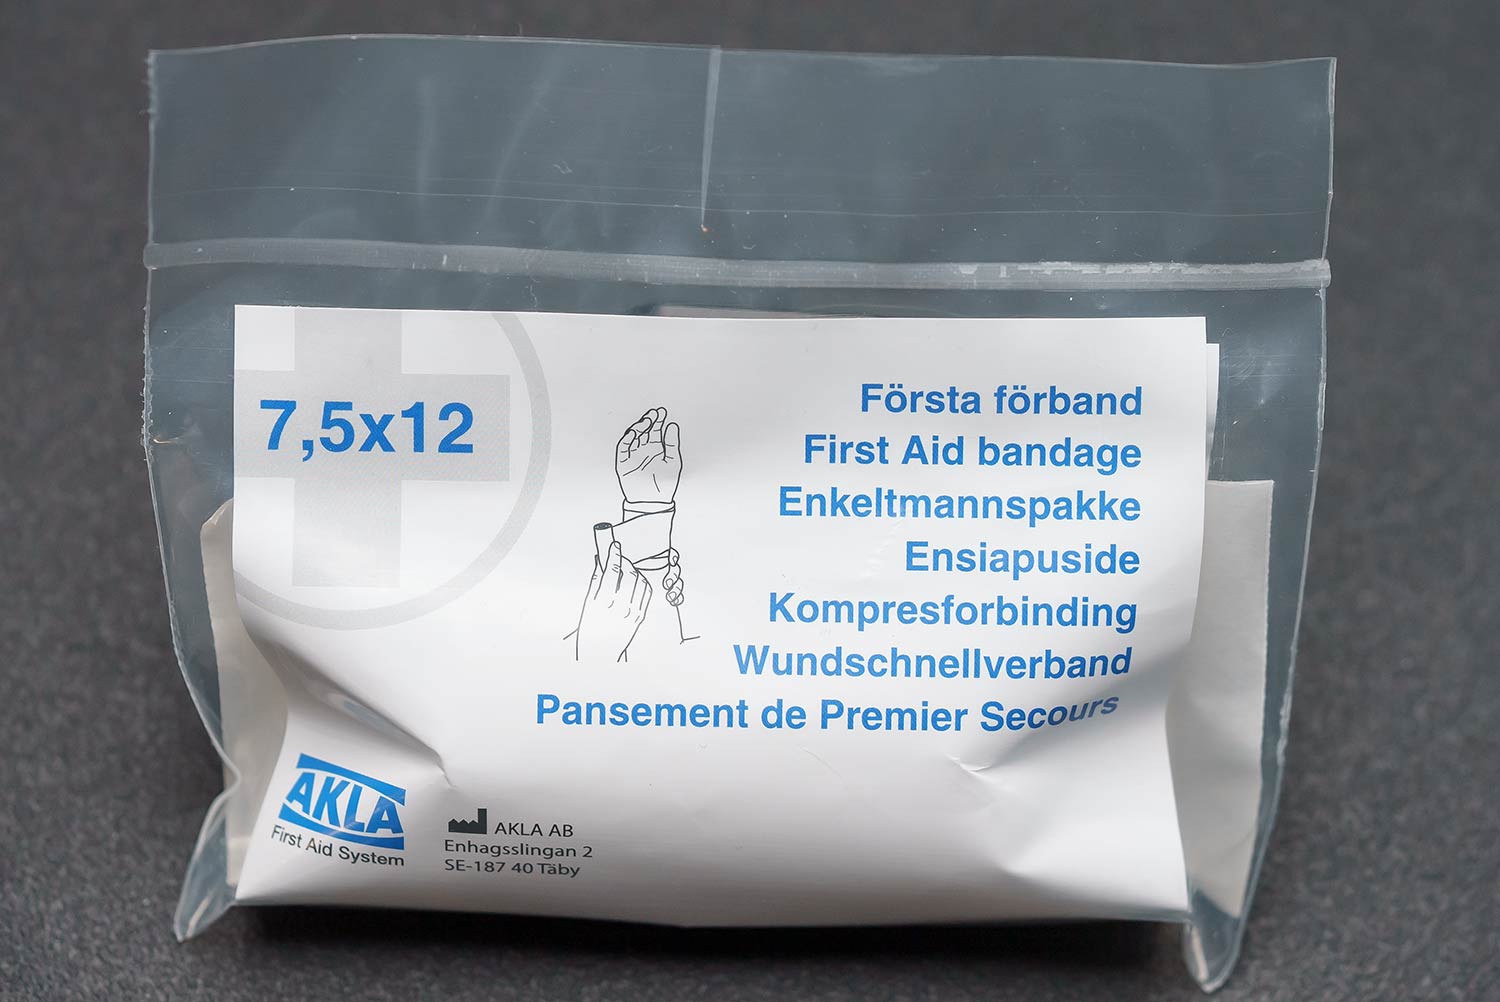 7,5x12
Första förband
First Aid bandage
Enkeltmannspakke
Ensiapuside
Kompresforbinding
Wundschnellverband
Pansement de Premier Secours
AKLA
First Aid System
AKLA AB
Enhagsslingan 2
SE-187 40 Täby